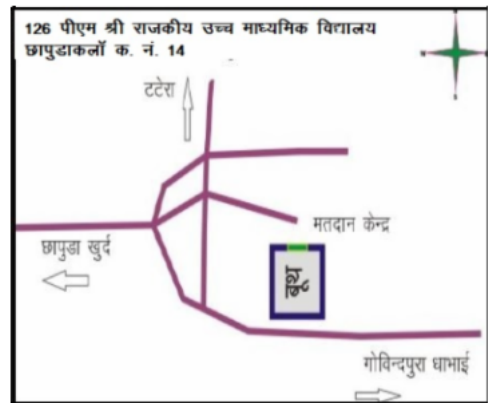 126 पीएम श्री राजकीय उच्च माध्यमिक विद्यालय
छापुडाकलॉ क. नं. 14
टटेरा
मतदान केन्द्र
छापुडा खुर्द
बूथ
गोविन्दपुरा धाभाई